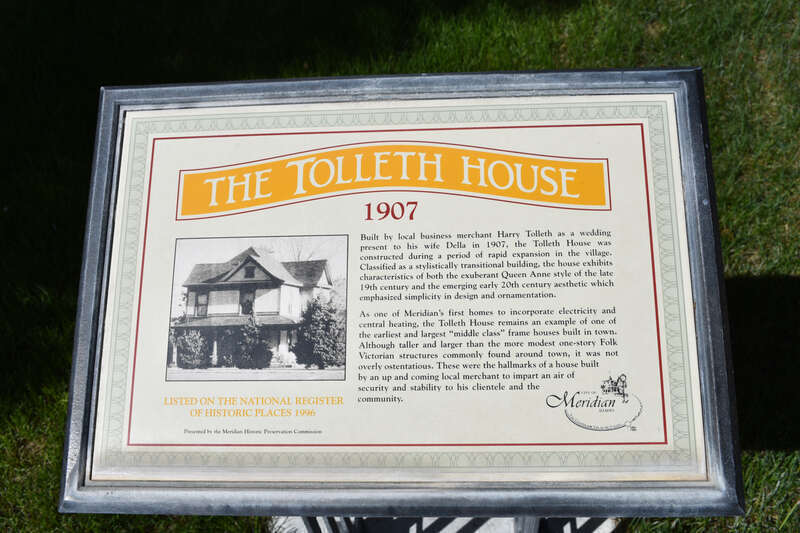 THE TOLLETH HOUSE
1907
Built by local business merchant Harry Tolleth as a wedding
present to his wife Della in 1907, the Tolleth House was
constructed during a period of rapid expansion in the village.
Classified as a stylistically transitional building, the house exhibits
characteristics of both the exuberant Queen Anne style of the late
19th century and the emerging early 20th century aesthetic which
emphasized simplicity in design and ornamentation.
As one of Meridian's first homes to incorporate electricity and
central heating, the Tolleth House remains an example of one of
the earliest and largest "middle class" frame houses built in town.
Although taller and larger than the more modest one-story Folk
Victorian structures commonly found around town, it was not
overly ostentatious. These were the hallmarks of a house built
by an up and coming local merchant to impart an air of
security and stability to his clientele and the
community.
LISTED ON THE NATIONAL REGISTER
OF HISTORIC PLACES 1996
Presented by the Meridian Historic Preservation Commission
CITY OF
Meridian
IDAHO